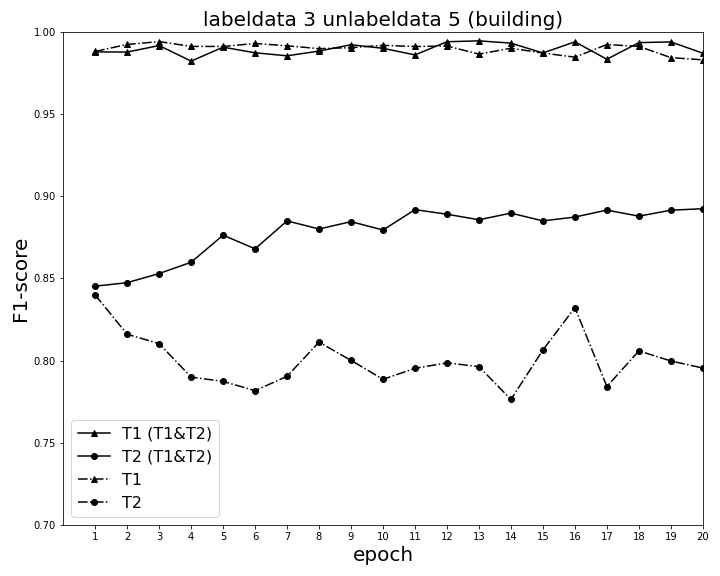 labeldata 3 unlabeldata 5 (building)
1.00
0.95
0.90
0.85
0.80
0.75
0.70
F1-score
T1 (T1&T2)
T2 (T1&T2)
T1
T2
1 2 3 4 5 6 7 8 9 10 11 12 13 14 15 16 17 18 19 20
epoch